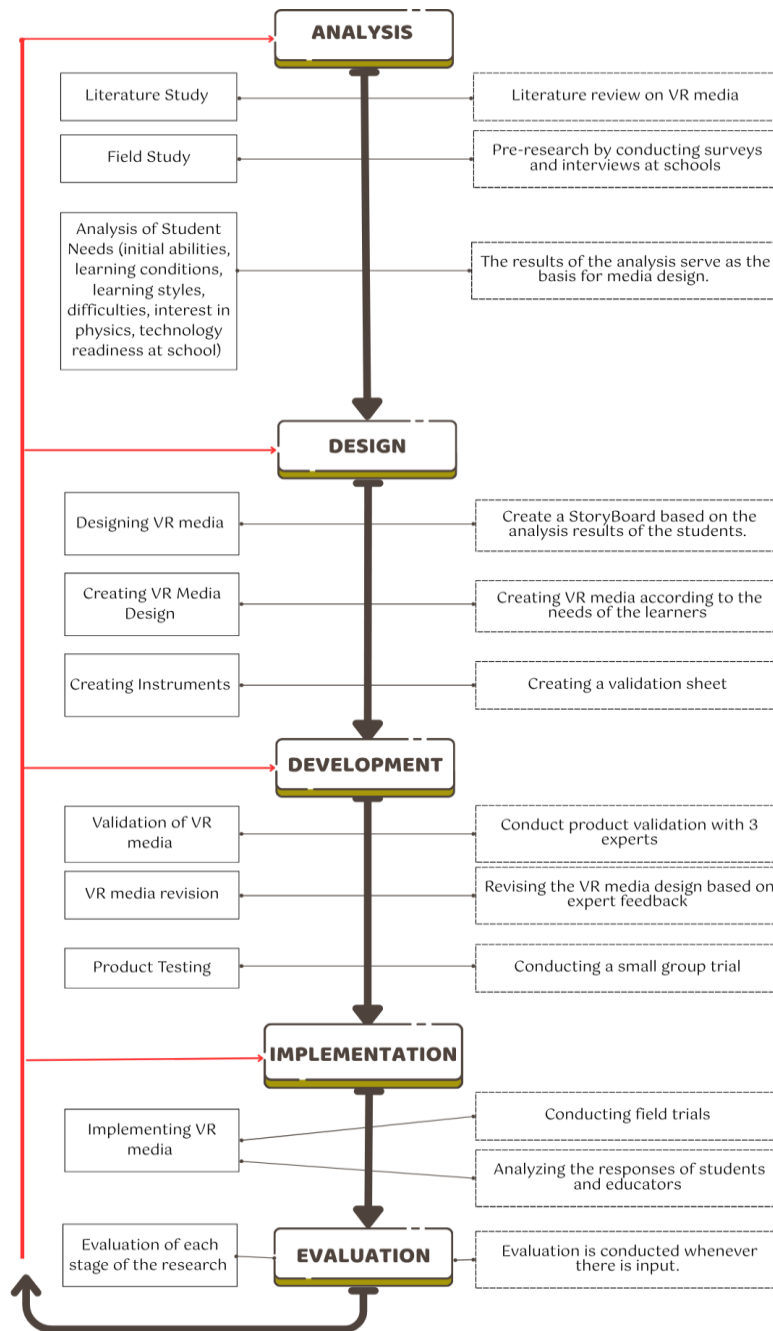 ANALYSIS
Literature Study
Literature review on VR media
Field Study
Pre-research by conducting surveys
and interviews at schools
Analysis of Student
Needs (initial abilities,
learning conditions,
learning styles,
difficulties, interest in
physics, technology
readiness at school)
The results of the analysis serve as the
basis for media design.
DESIGN
Designing VR media
Create a StoryBoard based on the
analysis results of the students.
Creating VR Media
Design
Creating VR media according to the
needs of the learners
Creating Instruments
Creating a validation sheet
DEVELOPMENT
Validation of VR
media
Conduct product validation with 3
experts
VR media revision
Revising the VR media design based on
expert feedback
Product Testing
Conducting a small group trial
IMPLEMENTATION
Implementing VR
media
Conducting field trials
Analyzing the responses of students
and educators
Evaluation of each
stage of the research
EVALUATION
Evaluation is conducted whenever
there is input.